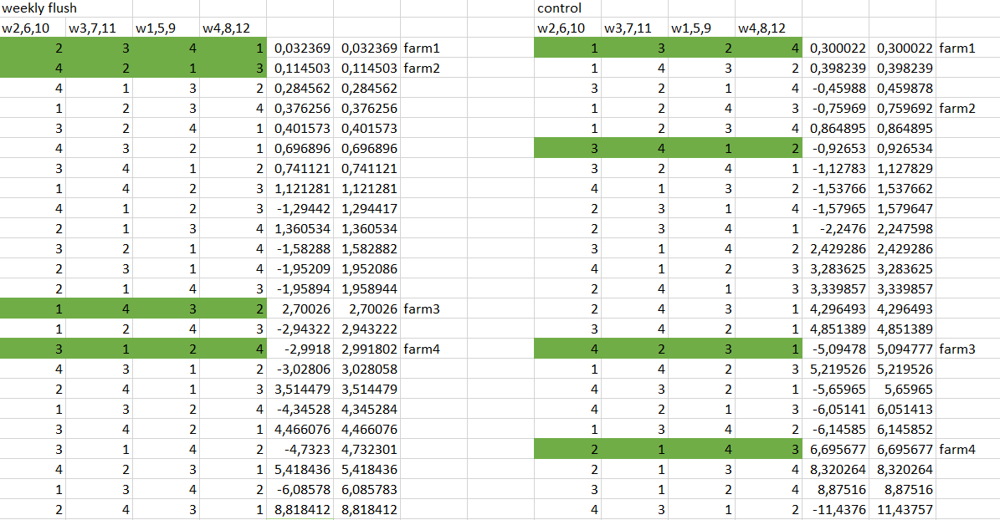 weekly flush control
w2,6,10 w3,7,11 w1,5,9 w4,8,12 w2,6,10 w3,7,11 w1,5,9 w4,8,12
2 3 4 1 0,032369 0,032369 farm1 1 3 2 4 0,300022 0,300022 farm1
4 2 1 3 0,114503 0,114503 farm2 1 4 3 2 0,398239 0,398239
4 1 3 2 0,284562 0,284562 3 2 1 4 -0,45988 0,459878
1 2 3 4 0,376256 0,376256 1 2 4 3 -0,75969 0,759692 farm2
3 2 4 1 0,401573 0,401573 1 2 3 4 0,864895 0,864895
4 3 2 1 0,696896 0,696896 3 4 1 2 -0,92653 0,926534
3 4 1 2 0,741121 0,741121 3 2 4 1 -1,12783 1,127829
1 4 2 3 1,121281 1,121281 4 1 3 2 -1,53766 1,537662
4 1 2 3 -1,29442 1,294417 2 3 1 4 -1,57965 1,579647
2 1 3 4 1,360534 1,360534 2 3 4 1 -2,2476 2,247598
3 2 1 4 -1,58288 1,582882 3 1 4 2 2,429286 2,429286
2 3 1 4 -1,95209 1,952086 4 1 2 3 3,283625 3,283625
2 1 4 3 -1,95894 1,958944 2 4 1 3 3,339857 3,339857
1 4 3 2 2,70026 2,70026 farm3 2 4 3 1 4,296493 4,296493
1 2 4 3 -2,94322 2,943222 3 4 2 1 4,851389 4,851389
3 1 2 4 -2,9918 2,991802 farm4 4 2 3 1 -5,09478 5,094777 farm3
4 3 1 2 -3,02806 3,028058 1 4 2 3 5,219526 5,219526
2 4 1 3 3,514479 3,514479 4 3 2 1 -5,65965 5,65965
1 3 2 4 -4,34528 4,345284 4 2 1 3 -6,05141 6,051413
3 4 2 1 4,466076 4,466076 1 3 4 2 -6,14585 6,145852
3 1 4 2 -4,7323 4,732301 2 1 4 3 6,695677 6,695677 farm4
4 2 3 1 5,418436 5,418436 2 1 3 4 8,320264 8,320264
1 3 4 2 -6,08578 6,085783 3 1 2 4 8,87516 8,87516
2 4 3 1 8,818412 8,818412 4 3 1 2 -11,4376 11,43757